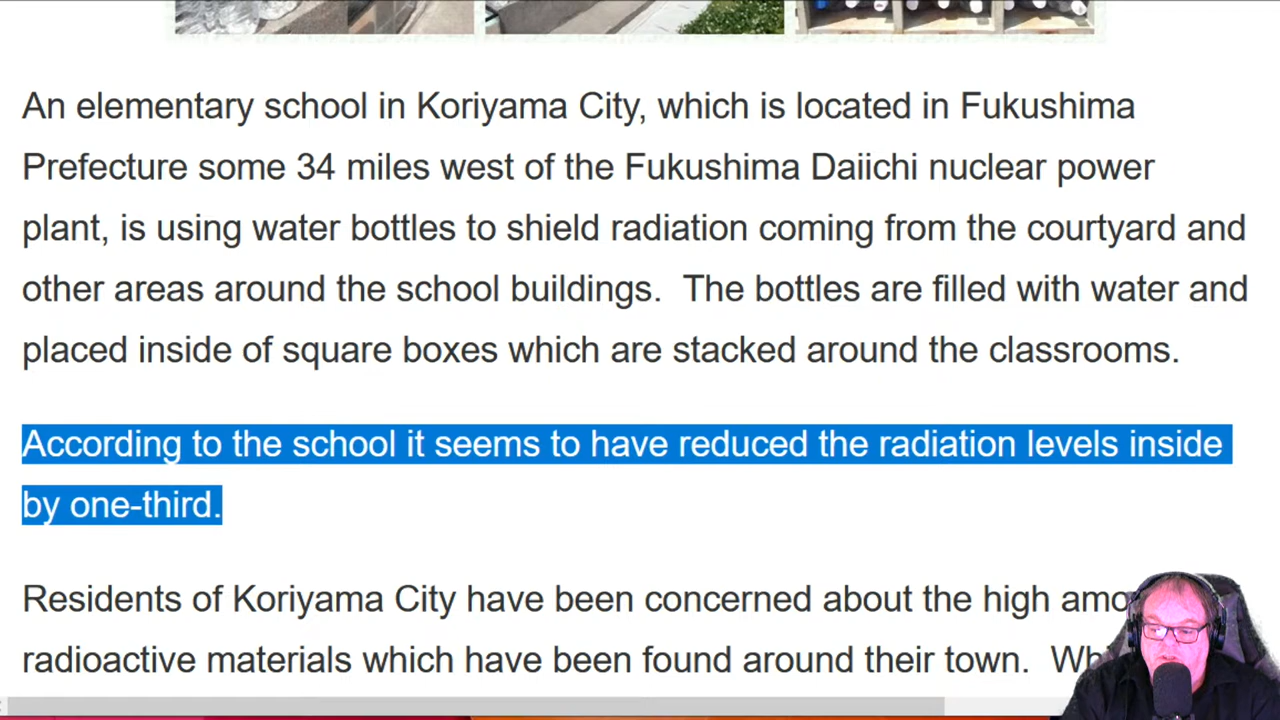 An elementary school in Koriyama City, which is located in Fukushima
Prefecture some 34 miles west of the Fukushima Daiichi nuclear power
plant, is using water bottles to shield radiation coming from the courtyard and
other areas around the school buildings.  The bottles are filled with water and
placed inside of square boxes which are stacked around the classrooms.
According to the school it seems to have reduced the radiation levels inside
by one-third.
Residents of Koriyama City have been concerned about the high
radioactive materials which have been found around their town.